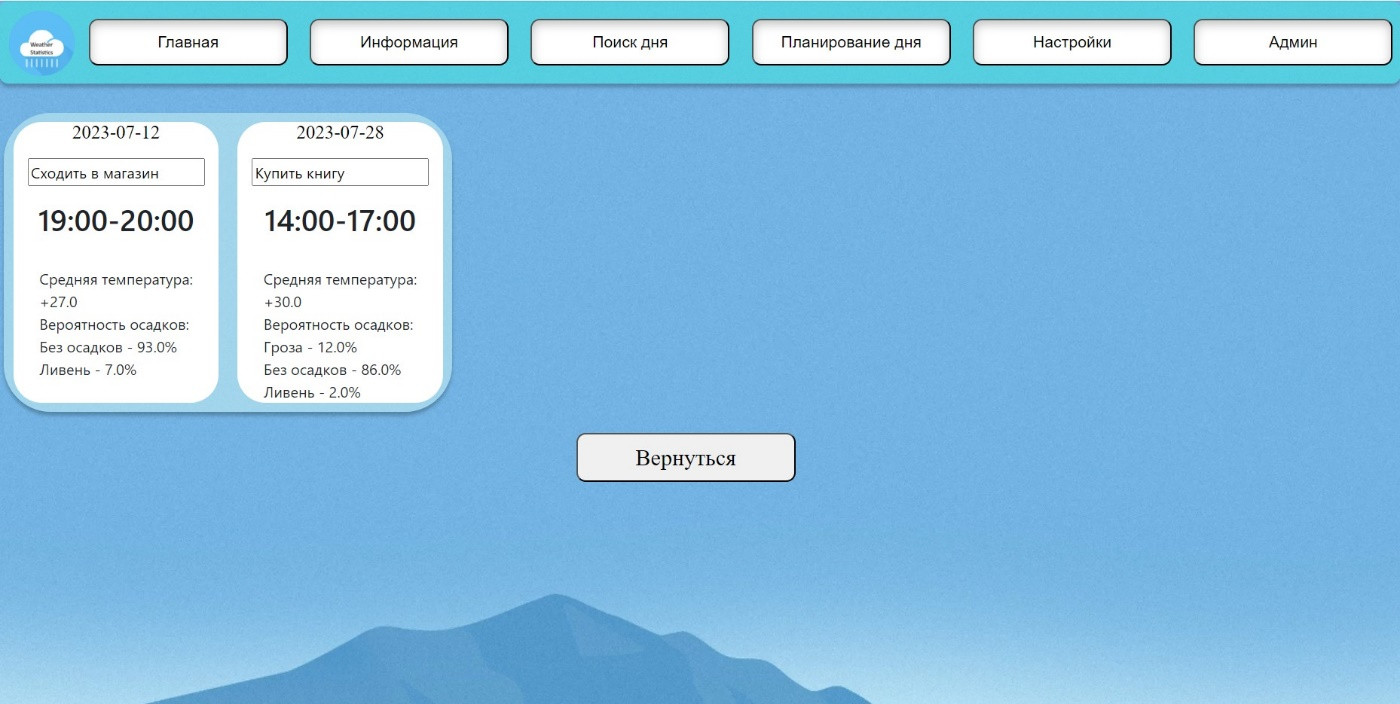 Weather
Statistics
Главная
Информация
Поиск дня
Планирование дня
Настройки
Админ
2023-07-12
Сходить в магазин
19:00-20:00
Средняя температура:
+27.0
Вероятность осадков:
Без осадков - 93.0%
Ливень - 7.0%
2023-07-28
Купить книгу
14:00-17:00
Средняя температура:
+30.0
Вероятность осадков:
Гроза - 12.0%
Без осадков - 86.0%
Ливень - 2.0%
Вернуться